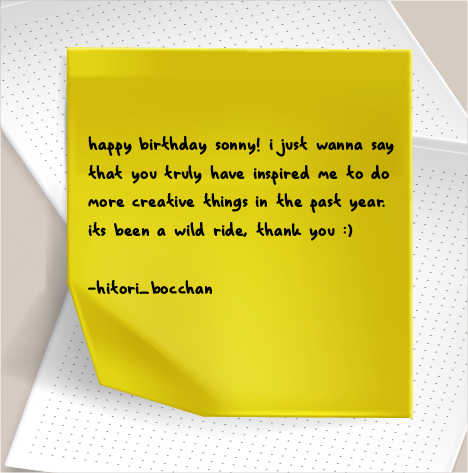 happy birthday sonny! i just wanna say
that you truly have inspired me to do
more creative things in the past year.
its been a wild ride, thank you :)
-hitori_bocchan